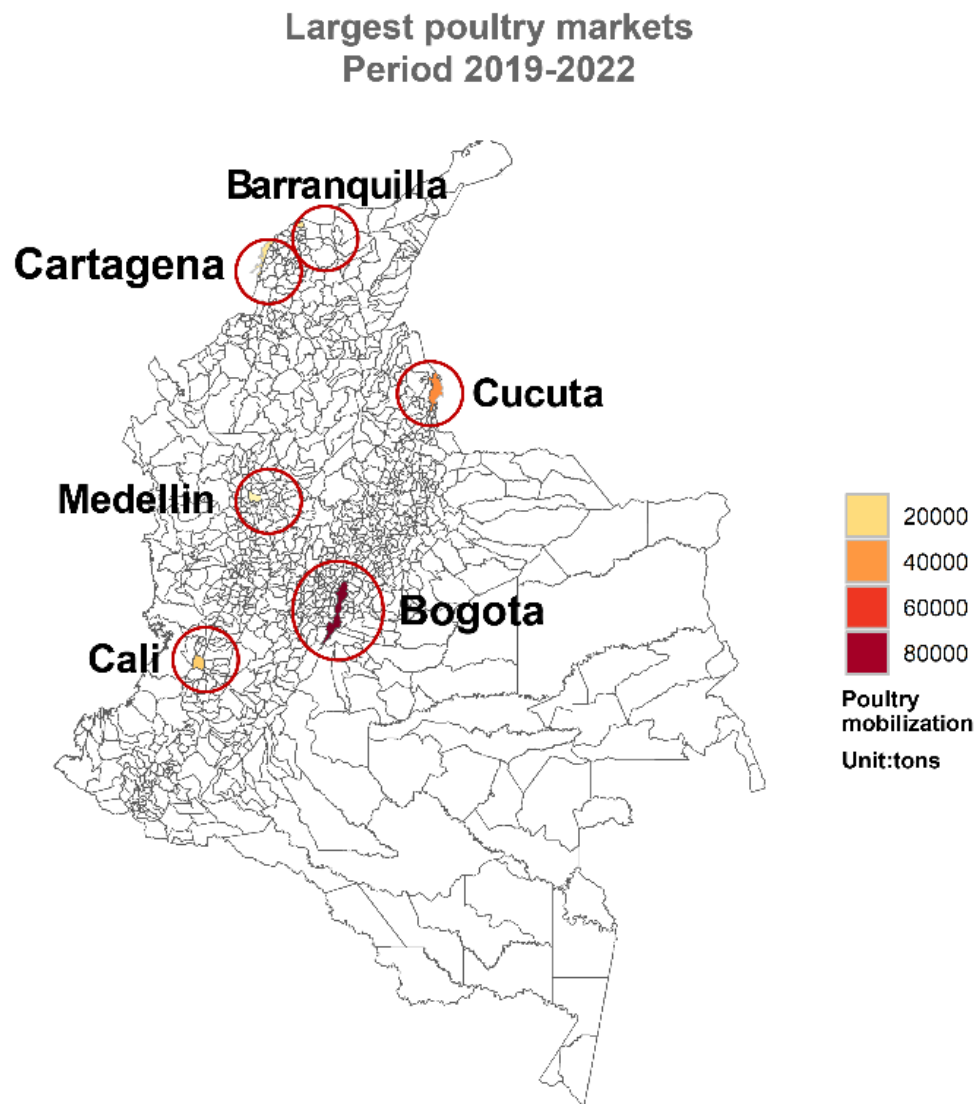 Largest poultry markets
Period 2019-2022
Barranquilla
Cartagena
Cucuta
Medellin
Bogota
Cali
20000
40000
60000
80000
Poultry
mobilization
Unit:tons